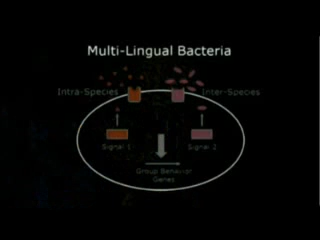 Multi-Lingual Bacteria
Intra-Species
Inter-Species
Signal 1
Signal 2
Group Behavior
Genes